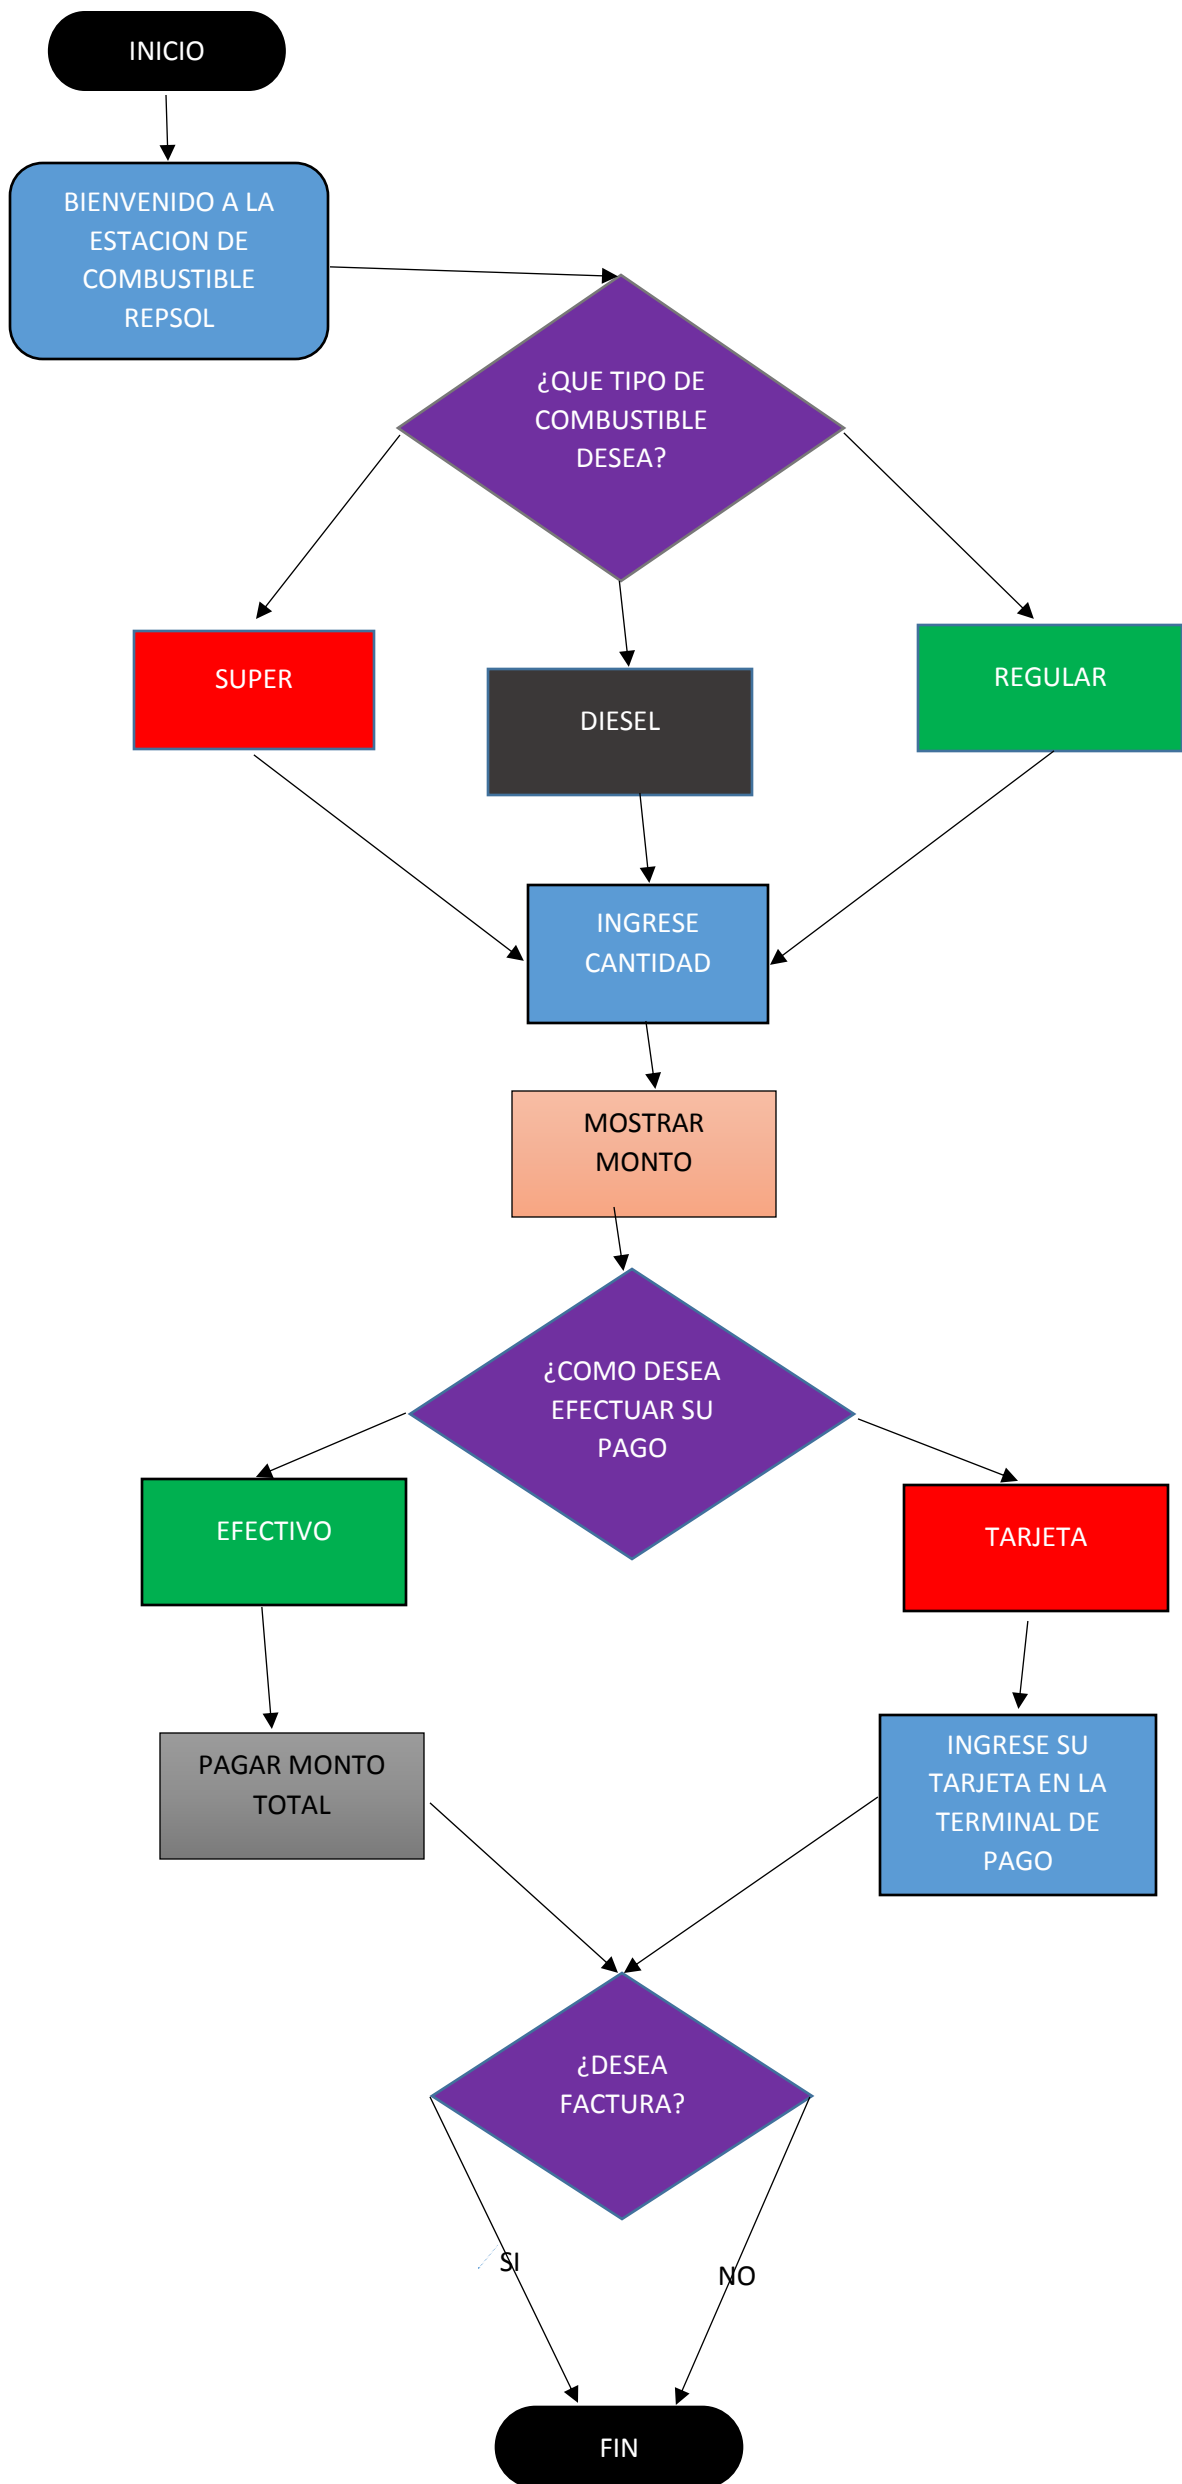 INICIO
BIENVENIDO A LA
ESTACION DE
COMBUSTIBLE
REPSOL
¿QUE TIPO DE
COMBUSTIBLE
DESEA?
SUPER
DIESEL
REGULAR
INGRESE
CANTIDAD
MOSTRAR
MONTO
¿COMO DESEA
EFECTUAR SU
PAGO
EFECTIVO
TARJETA
PAGAR MONTO
TOTAL
INGRESE SU
TARJETA EN LA
TERMINAL DE
PAGO
¿DESEA
FACTURA?
SI
NO
FIN